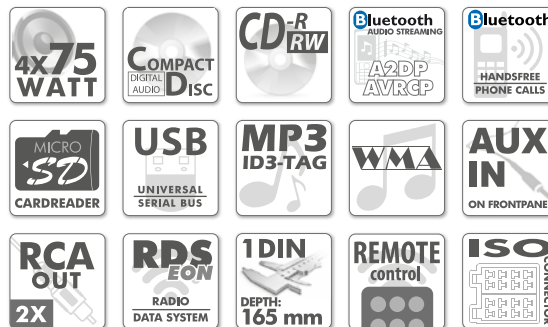 4x75
WATT
COMPACT
DIGITAL AUDIO DISC
CD-R
RW
Bluetooth
AUDIO STREAMING
A2DP
AVRCP
Bluetooth
HANDSFREE
PHONE CALLS
MICRO
SD
CARDREADER
USB
UNIVERSAL
SERIAL BUS
MP3
ID3-TAG
WMA
AUX
IN
ON FRONTPANE
RCA
OUT
2X
RDS
EON
RADIO
DATA SYSTEM
1DIN
DEPTH:
165 mm
REMOTE
control
ISO
CONNECTOR